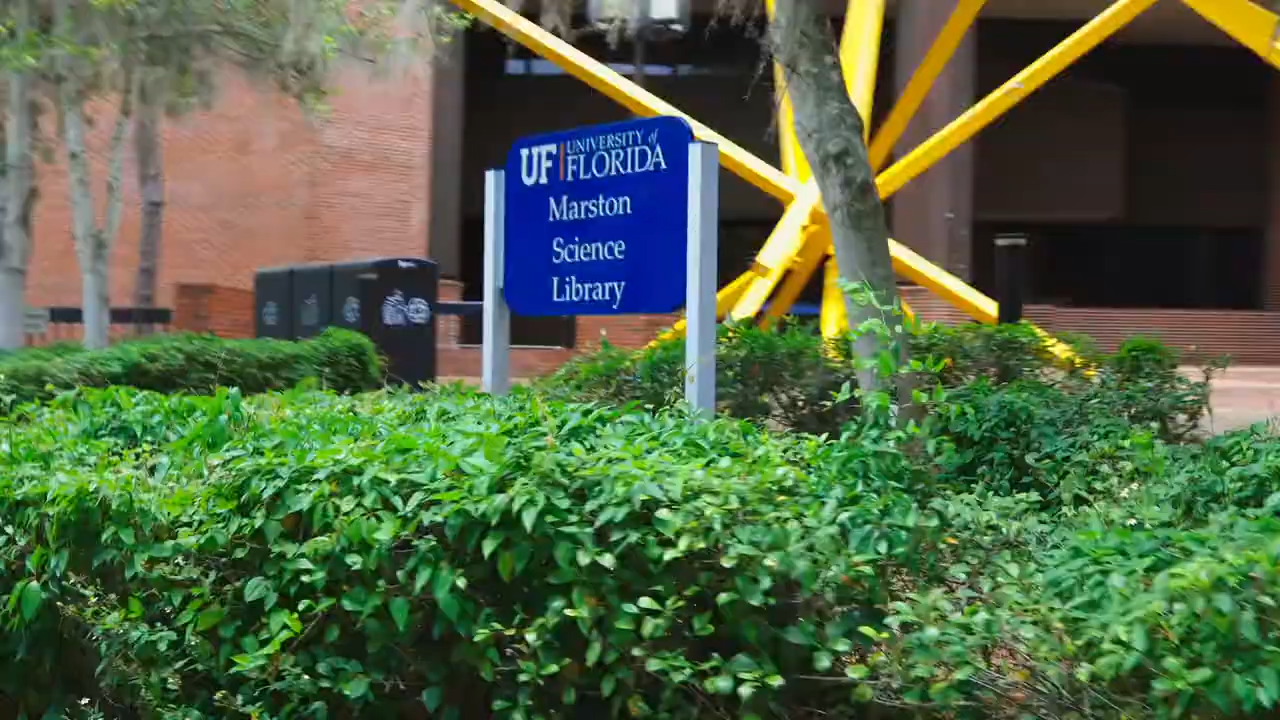 UF UNIVERSITY of
FLORIDA
Marston
Science
Library